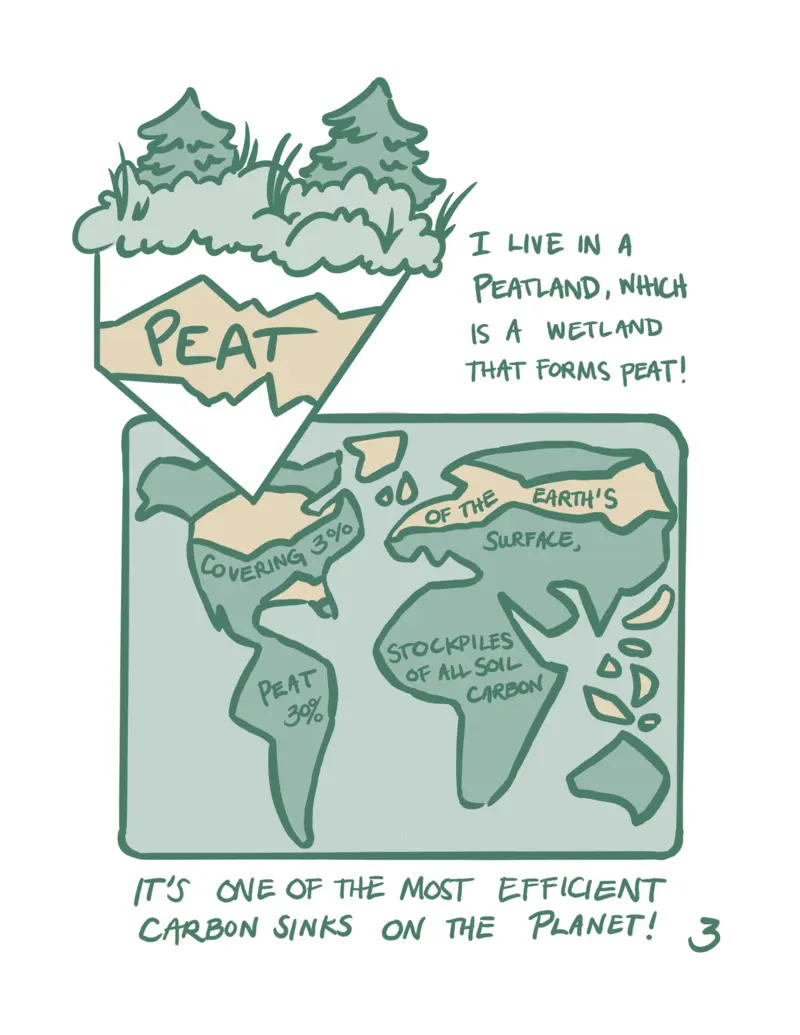 PEAT
I LIVE IN A
PEATLAND, WHICH
IS A WETLAND
THAT FORMS PEAT!
COVERING 3%
OF THE EARTH'S
SURFACE,
PEAT
30%
STOCKPILES
OF ALL SOIL
CARBON
IT'S ONE OF THE MOST EFFICIENT
CARBON SINKS ON THE PLANET!
3